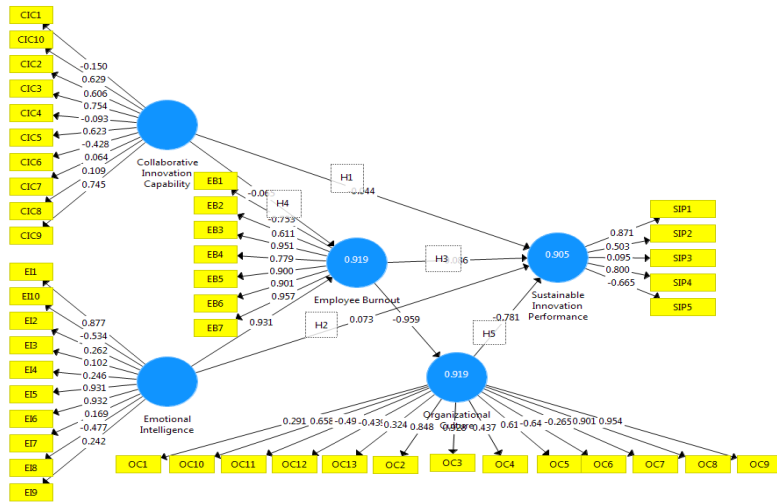 CIC1
CIC10
CIC2
CIC3
CIC4
CIC5
CIC6
CIC7
CIC8
CIC9
-0.150
0.629
0.606
0.754
-0.093
0.623
-0.428
0.064
0.109
0.745
Collaborative
Innovation
Capability
H1
H4
EB1
EB2
EB3
EB4
EB5
EB6
EB7
-0.753
0.611
0.951
0.779
0.900
0.901
0.957
0.919
Employee Burnout
H3
0.905
Sustainable
Innovation
Performance
SIP1
SIP2
SIP3
SIP4
SIP5
0.871
0.503
0.095
0.800
-0.665
0.931
H2
0.073
-0.959
-0.781
H5
EI1
EI10
EI2
EI3
EI4
EI5
EI6
EI7
EI8
EI9
0.877
-0.534
0.262
0.102
0.246
0.931
0.932
0.169
-0.477
0.242
Emotional
Intelligence
0.919
Organizational
Culture
0.291
0.324
0.848
0.437
-0.265
0.901
0.954
OC1
OC10
OC11
OC12
OC13
OC2
OC3
OC4
OC5
OC6
OC7
OC8
OC9